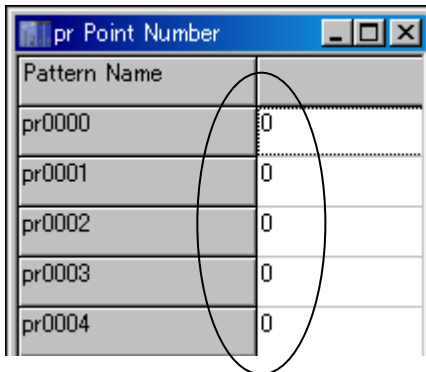 pr Point Number
Pattern Name
pr0000 0
pr0001 0
pr0002 0
pr0003 0
pr0004 0